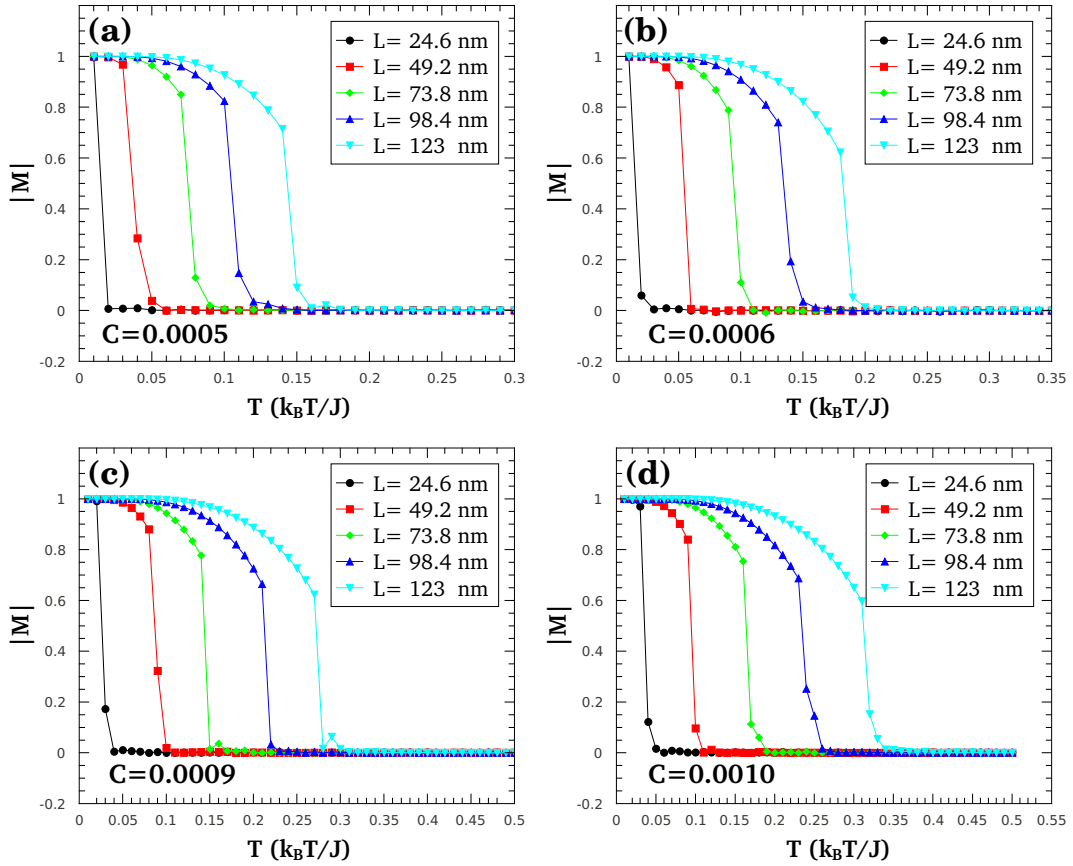 (a)
L= 24.6 nm
L= 49.2 nm
L= 73.8 nm
L= 98.4 nm
L= 123 nm
|M|
1
0.8
0.6
0.4
0.2
0
-0.2
C=0.0005
0 0.05 0.1 0.15 0.2 0.25 0.3
T (k_BT/J)
(b)
L= 24.6 nm
L= 49.2 nm
L= 73.8 nm
L= 98.4 nm
L= 123 nm
|M|
1
0.8
0.6
0.4
0.2
0
-0.2
C=0.0006
0 0.05 0.1 0.15 0.2 0.25 0.3 0.35
T (k_BT/J)
(c)
L= 24.6 nm
L= 49.2 nm
L= 73.8 nm
L= 98.4 nm
L= 123 nm
|M|
1
0.8
0.6
0.4
0.2
0
-0.2
C=0.0009
0 0.05 0.1 0.15 0.2 0.25 0.3 0.35 0.4 0.45 0.5
T (k_BT/J)
(d)
L= 24.6 nm
L= 49.2 nm
L= 73.8 nm
L= 98.4 nm
L= 123 nm
|M|
1
0.8
0.6
0.4
0.2
0
-0.2
C=0.0010
0 0.05 0.1 0.15 0.2 0.25 0.3 0.35 0.4 0.45 0.5 0.55
T (k_BT/J)